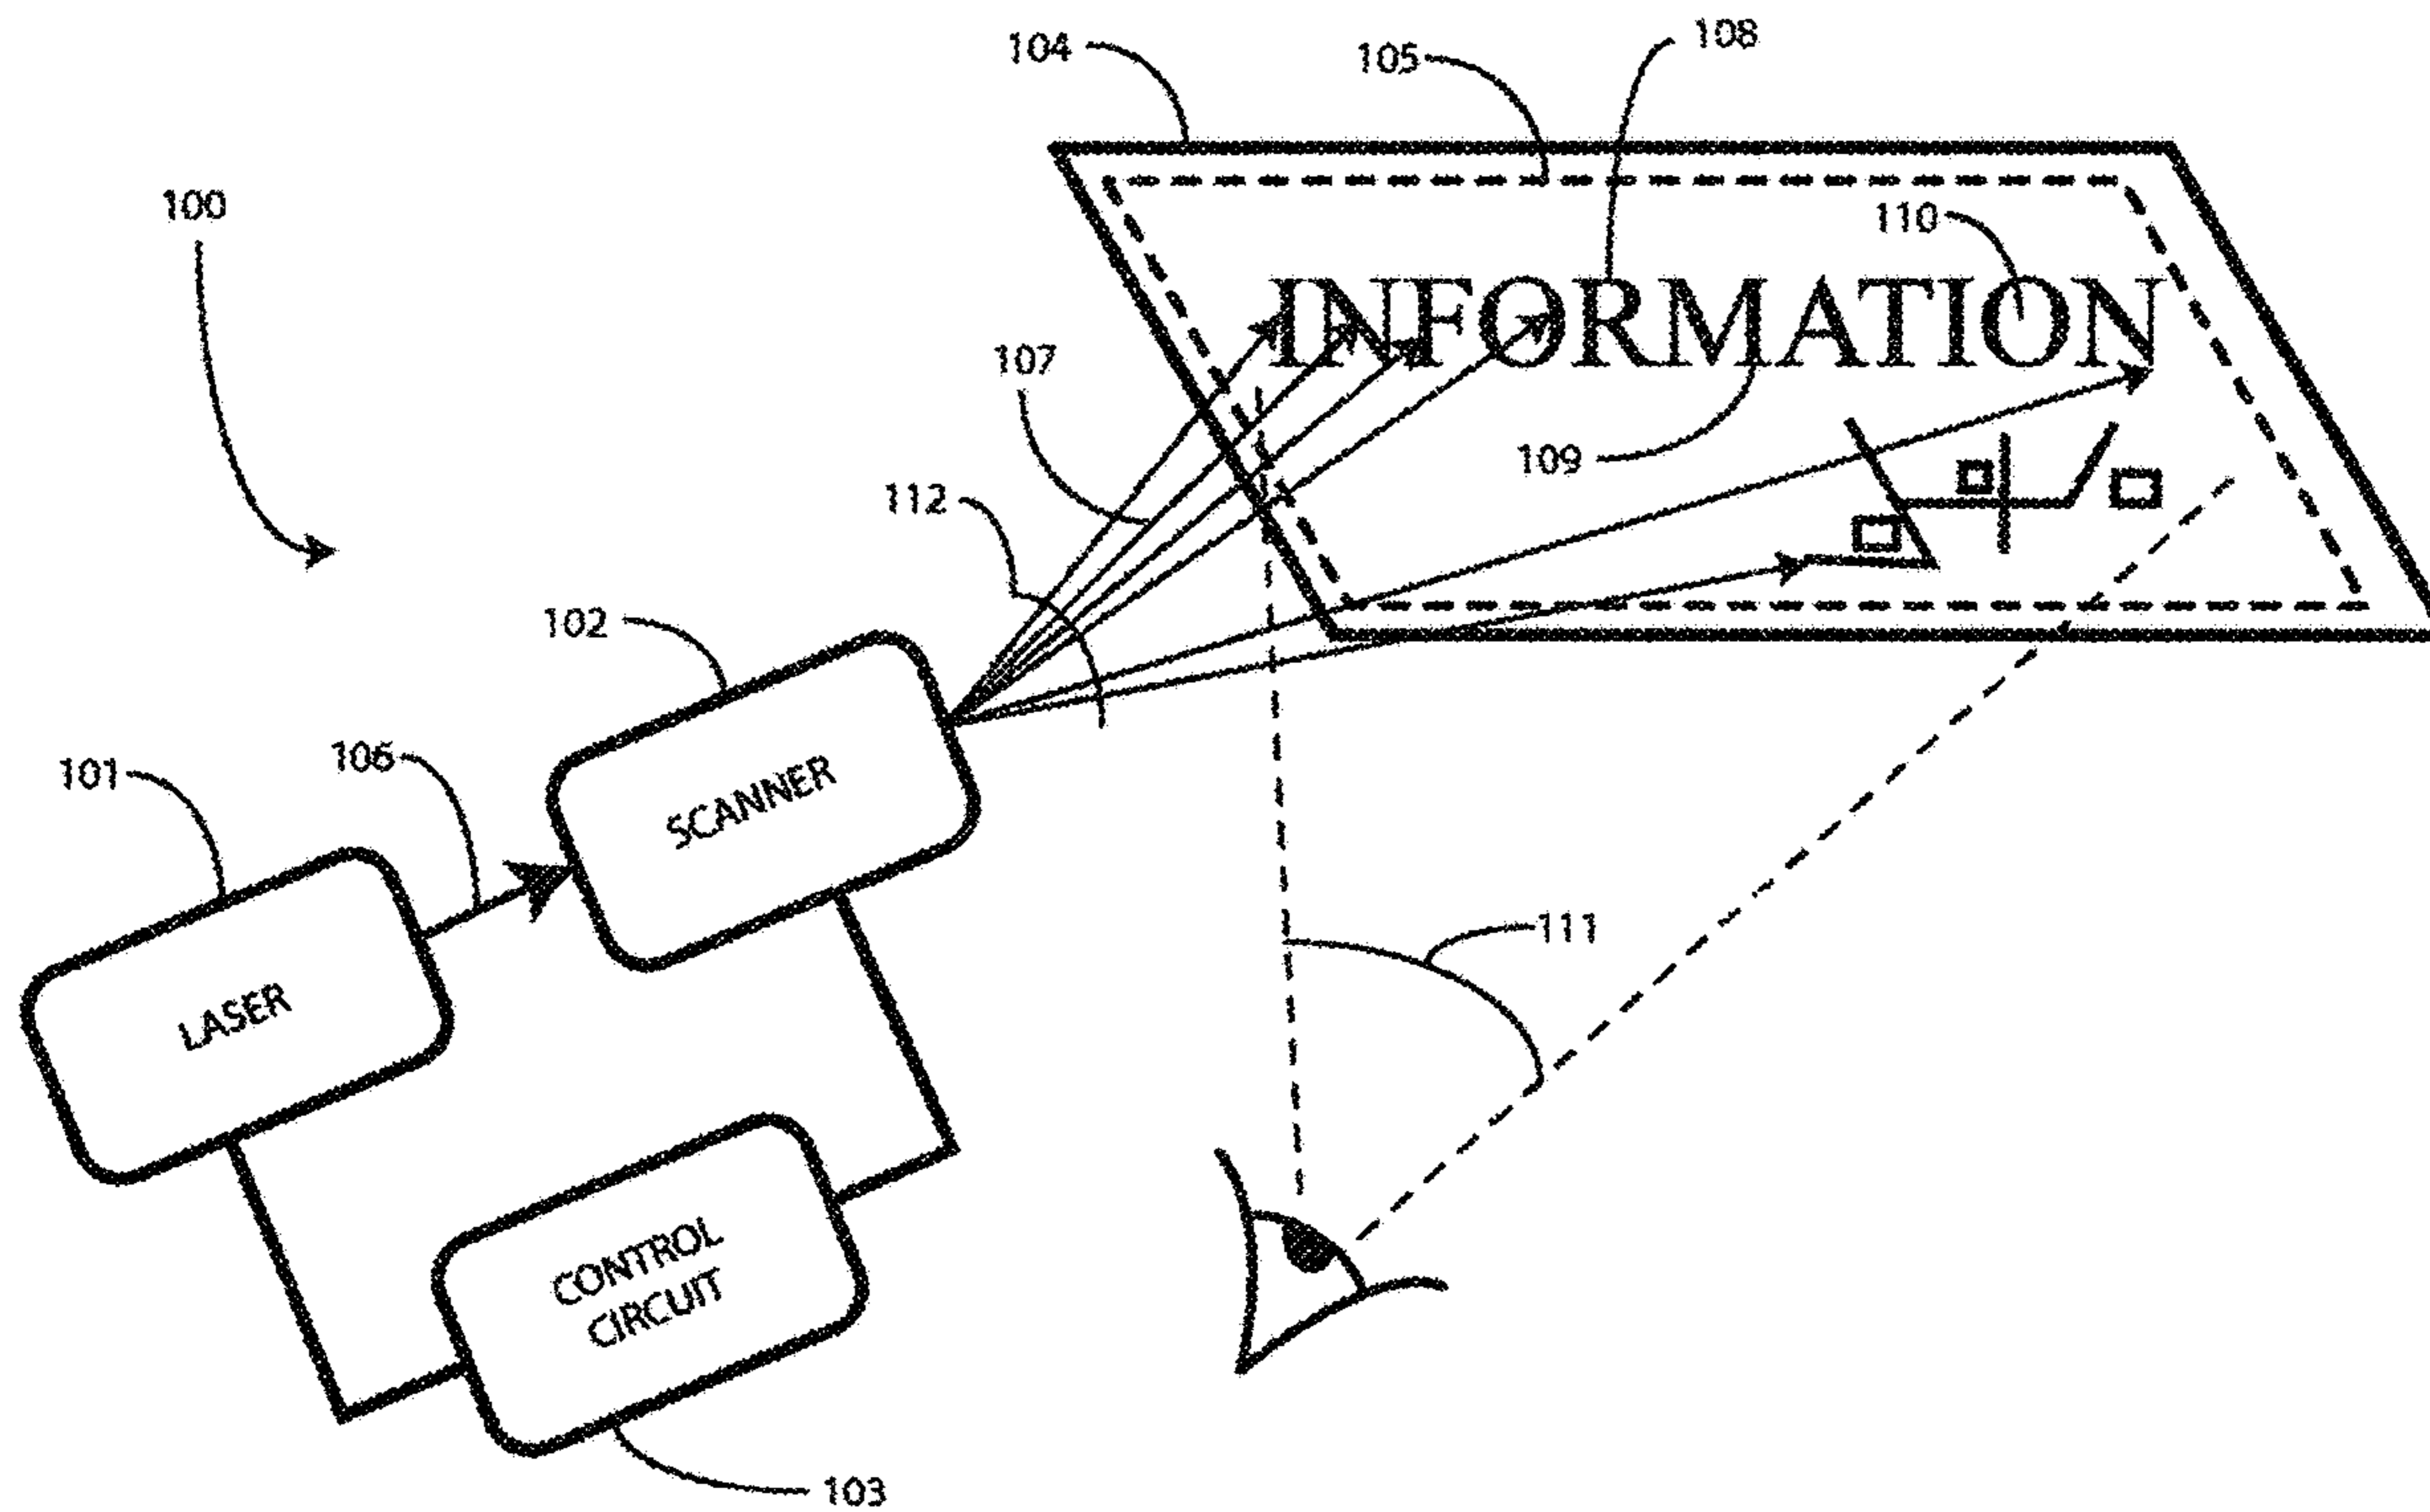 108
104
105
100
110
INFORMATION
107
109
112
102
106
101
SCANNER
111
LASER
CONTROL
CIRCUIT
103